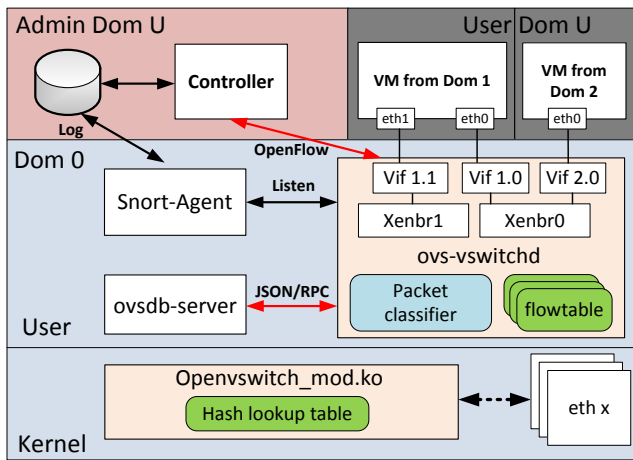 Admin Dom U
User Dom U
Controller
VM from Dom 1
VM from
Dom 2
eth1
eth0
eth0
Log
OpenFlow
Dom 0
Snort-Agent
Listen
Vif 1.1
Vif 1.0
Vif 2.0
Xenbr1
Xenbr0
ovs-vswitchd
ovsdb-server
JSON/RPC
Packet
classifier
flowtable
User
Openvswitch_mod.ko
Hash lookup table
eth x
Kernel